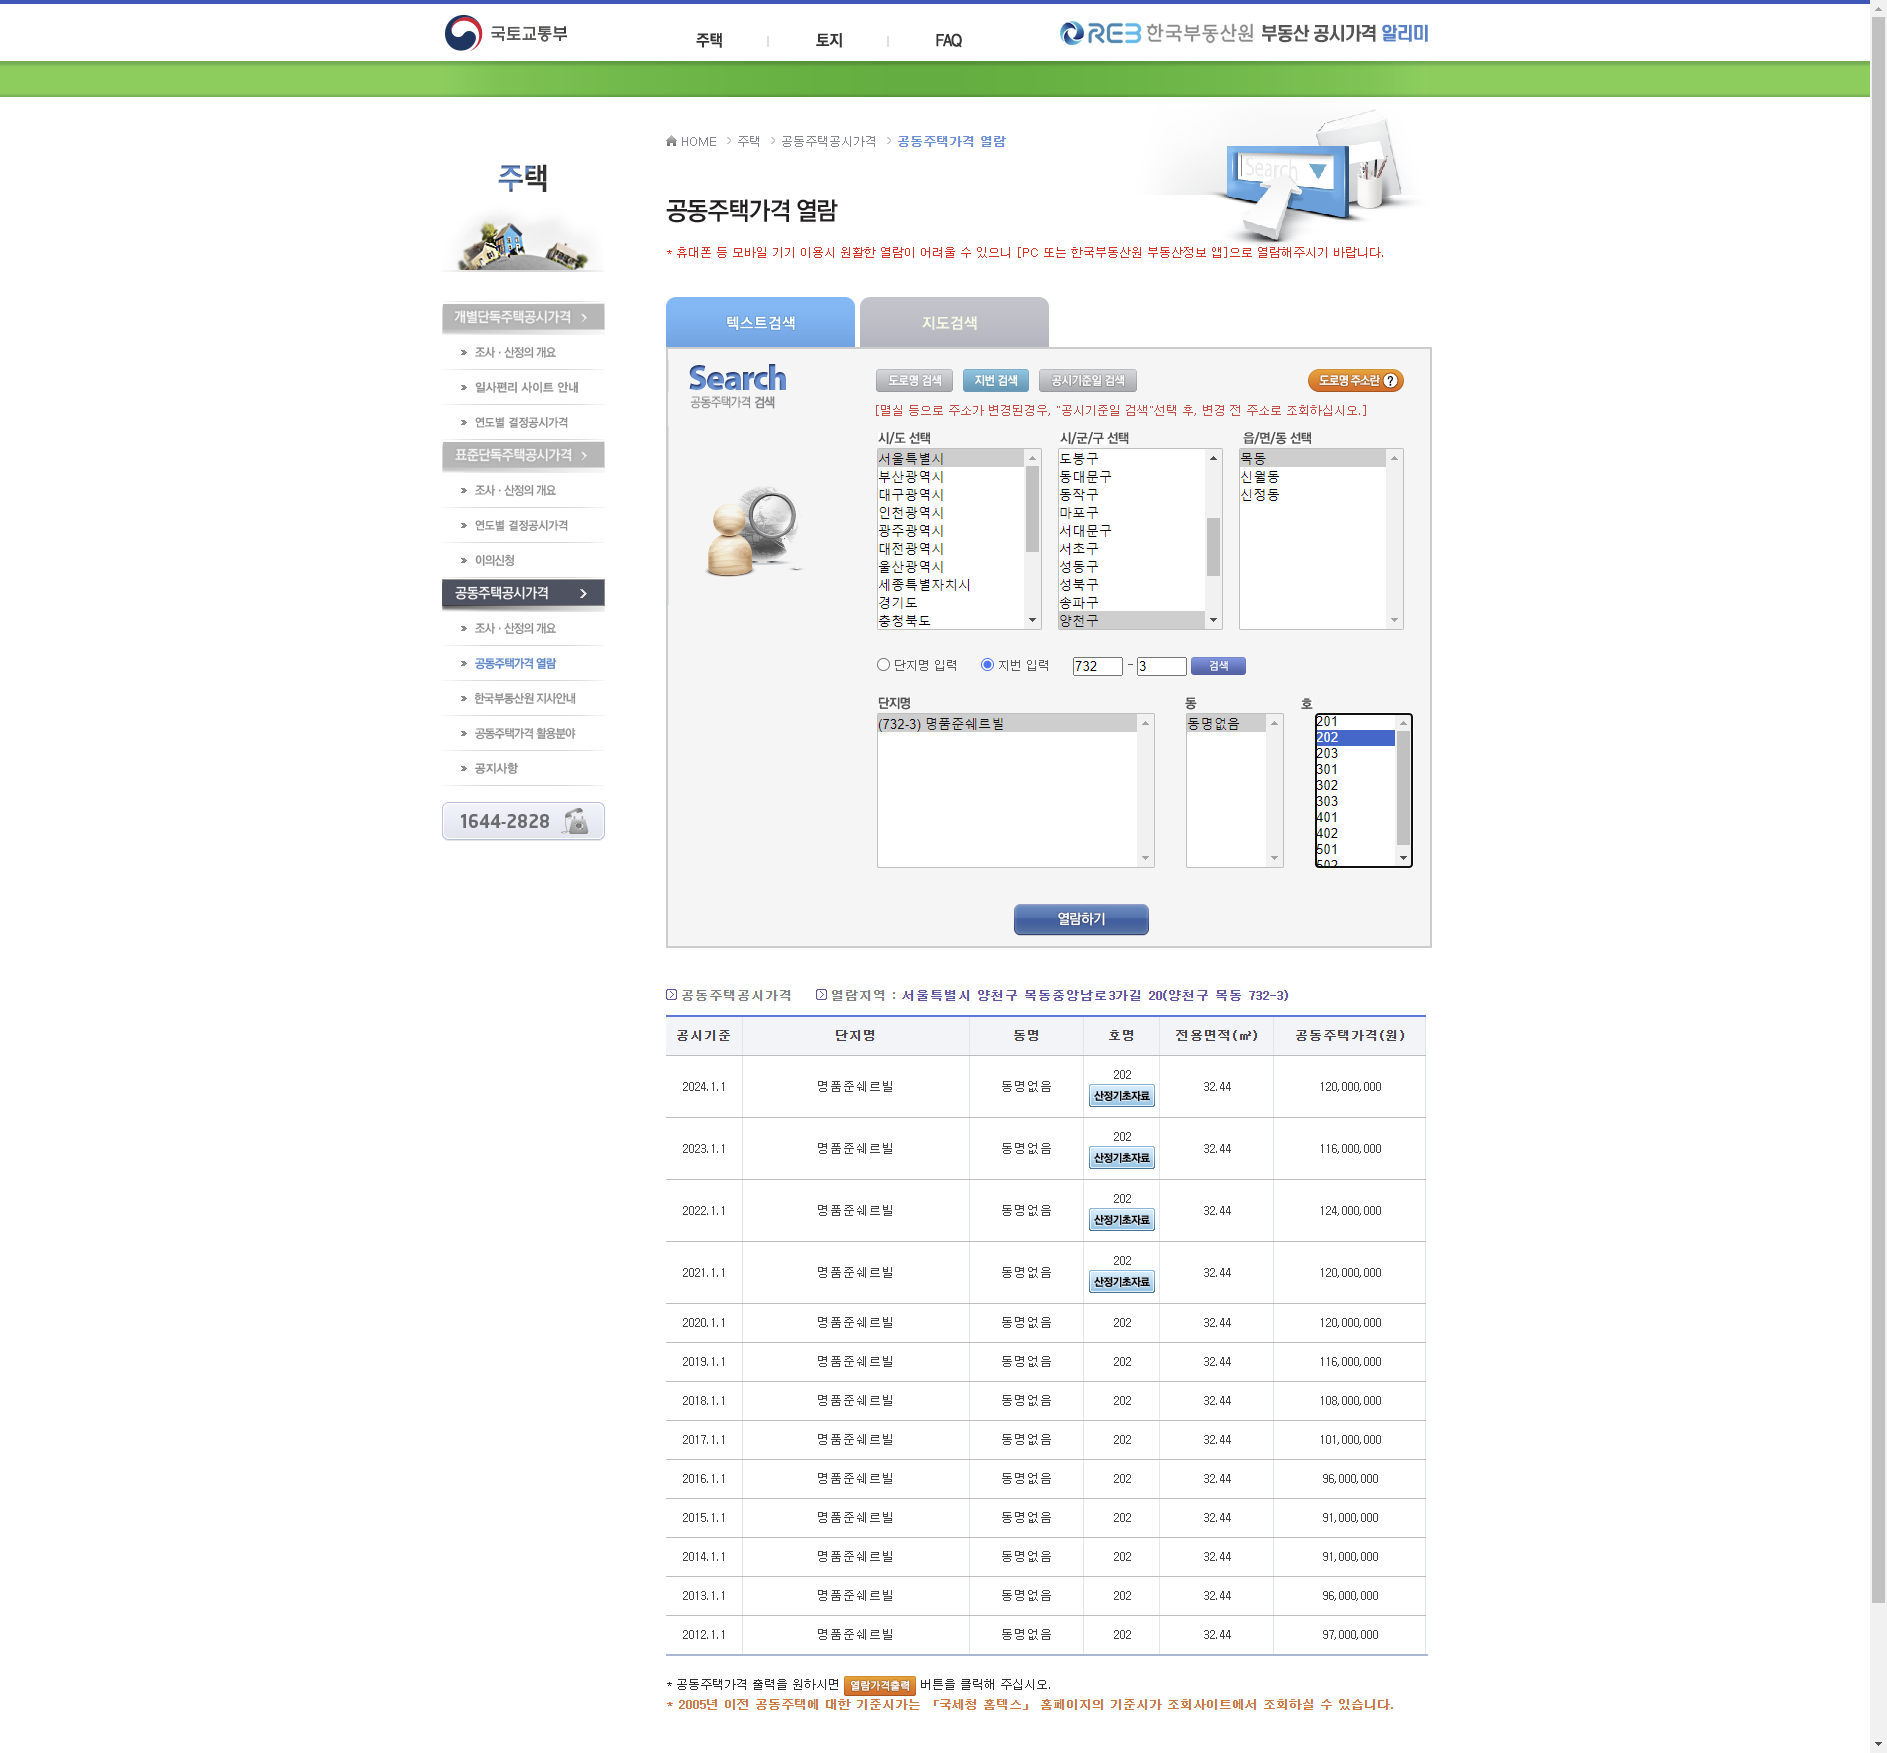 국토교통부
주택
토지
FAQ
REB 한국부동산원 부동산 공시가격 알리미
HOME > 주택 > 공동주택공시가격 > 공동주택가격 열람
주택
Search
공동주택가격 열람
* 휴대폰 등 모바일 기기 이용시 원활한 열람이 어려울 수 있으니 [PC 또는 한국부동산원 부동산정보 앱]으로 열람해주시기 바랍니다.
개별단독주택공시가격
조사 · 산정의 개요
일사편리 사이트 안내
연도별 결정공시가격
표준단독주택공시가격
조사 · 산정의 개요
연도별 결정공시가격
이의신청
공동주택공시가격
조사 · 산정의 개요
공동주택가격 열람
한국부동산원 지사안내
공동주택가격 활용분야
공지사항
1644-2828
텍스트검색
지도검색
Search
공동주택가격 검색
도로명 검색
지번 검색
공시기준일 검색
도로명 주소란 ?
[멸실 등으로 주소가 변경된경우, "공시기준일 검색"선택 후, 변경 전 주소로 조회하십시오.]
시/도 선택
서울특별시
부산광역시
대구광역시
인천광역시
광주광역시
대전광역시
울산광역시
세종특별자치시
경기도
충청북도
시/군/구 선택
도봉구
동대문구
동작구
마포구
서대문구
서초구
성동구
성북구
송파구
양천구
읍/면/동 선택
목동
신월동
신정동
단지명 입력
지번 입력
732 - 3
검색
단지명
(732-3) 명품준쉐르빌
동
동명없음
호
201
202
203
301
302
303
401
402
501
502
열람하기
공동주택공시가격
열람지역 : 서울특별시 양천구 목동중앙남로3가길 20(양천구 목동 732-3)
공시기준 단지명 동명 호명 전용면적(㎡) 공동주택가격(원)
2024.1.1 명품준쉐르빌 동명없음 202 산정기초자료 32.44 120,000,000
2023.1.1 명품준쉐르빌 동명없음 202 산정기초자료 32.44 116,000,000
2022.1.1 명품준쉐르빌 동명없음 202 산정기초자료 32.44 124,000,000
2021.1.1 명품준쉐르빌 동명없음 202 산정기초자료 32.44 120,000,000
2020.1.1 명품준쉐르빌 동명없음 202 32.44 120,000,000
2019.1.1 명품준쉐르빌 동명없음 202 32.44 116,000,000
2018.1.1 명품준쉐르빌 동명없음 202 32.44 108,000,000
2017.1.1 명품준쉐르빌 동명없음 202 32.44 101,000,000
2016.1.1 명품준쉐르빌 동명없음 202 32.44 96,000,000
2015.1.1 명품준쉐르빌 동명없음 202 32.44 91,000,000
2014.1.1 명품준쉐르빌 동명없음 202 32.44 91,000,000
2013.1.1 명품준쉐르빌 동명없음 202 32.44 96,000,000
2012.1.1 명품준쉐르빌 동명없음 202 32.44 97,000,000
* 공동주택가격 출력을 원하시면 열람가격출력 버튼을 클릭해 주십시오.
* 2005년 이전 공동주택에 대한 기준시가는 「국세청 홈텍스」 홈페이지의 기준시가 조회사이트에서 조회하실 수 있습니다.